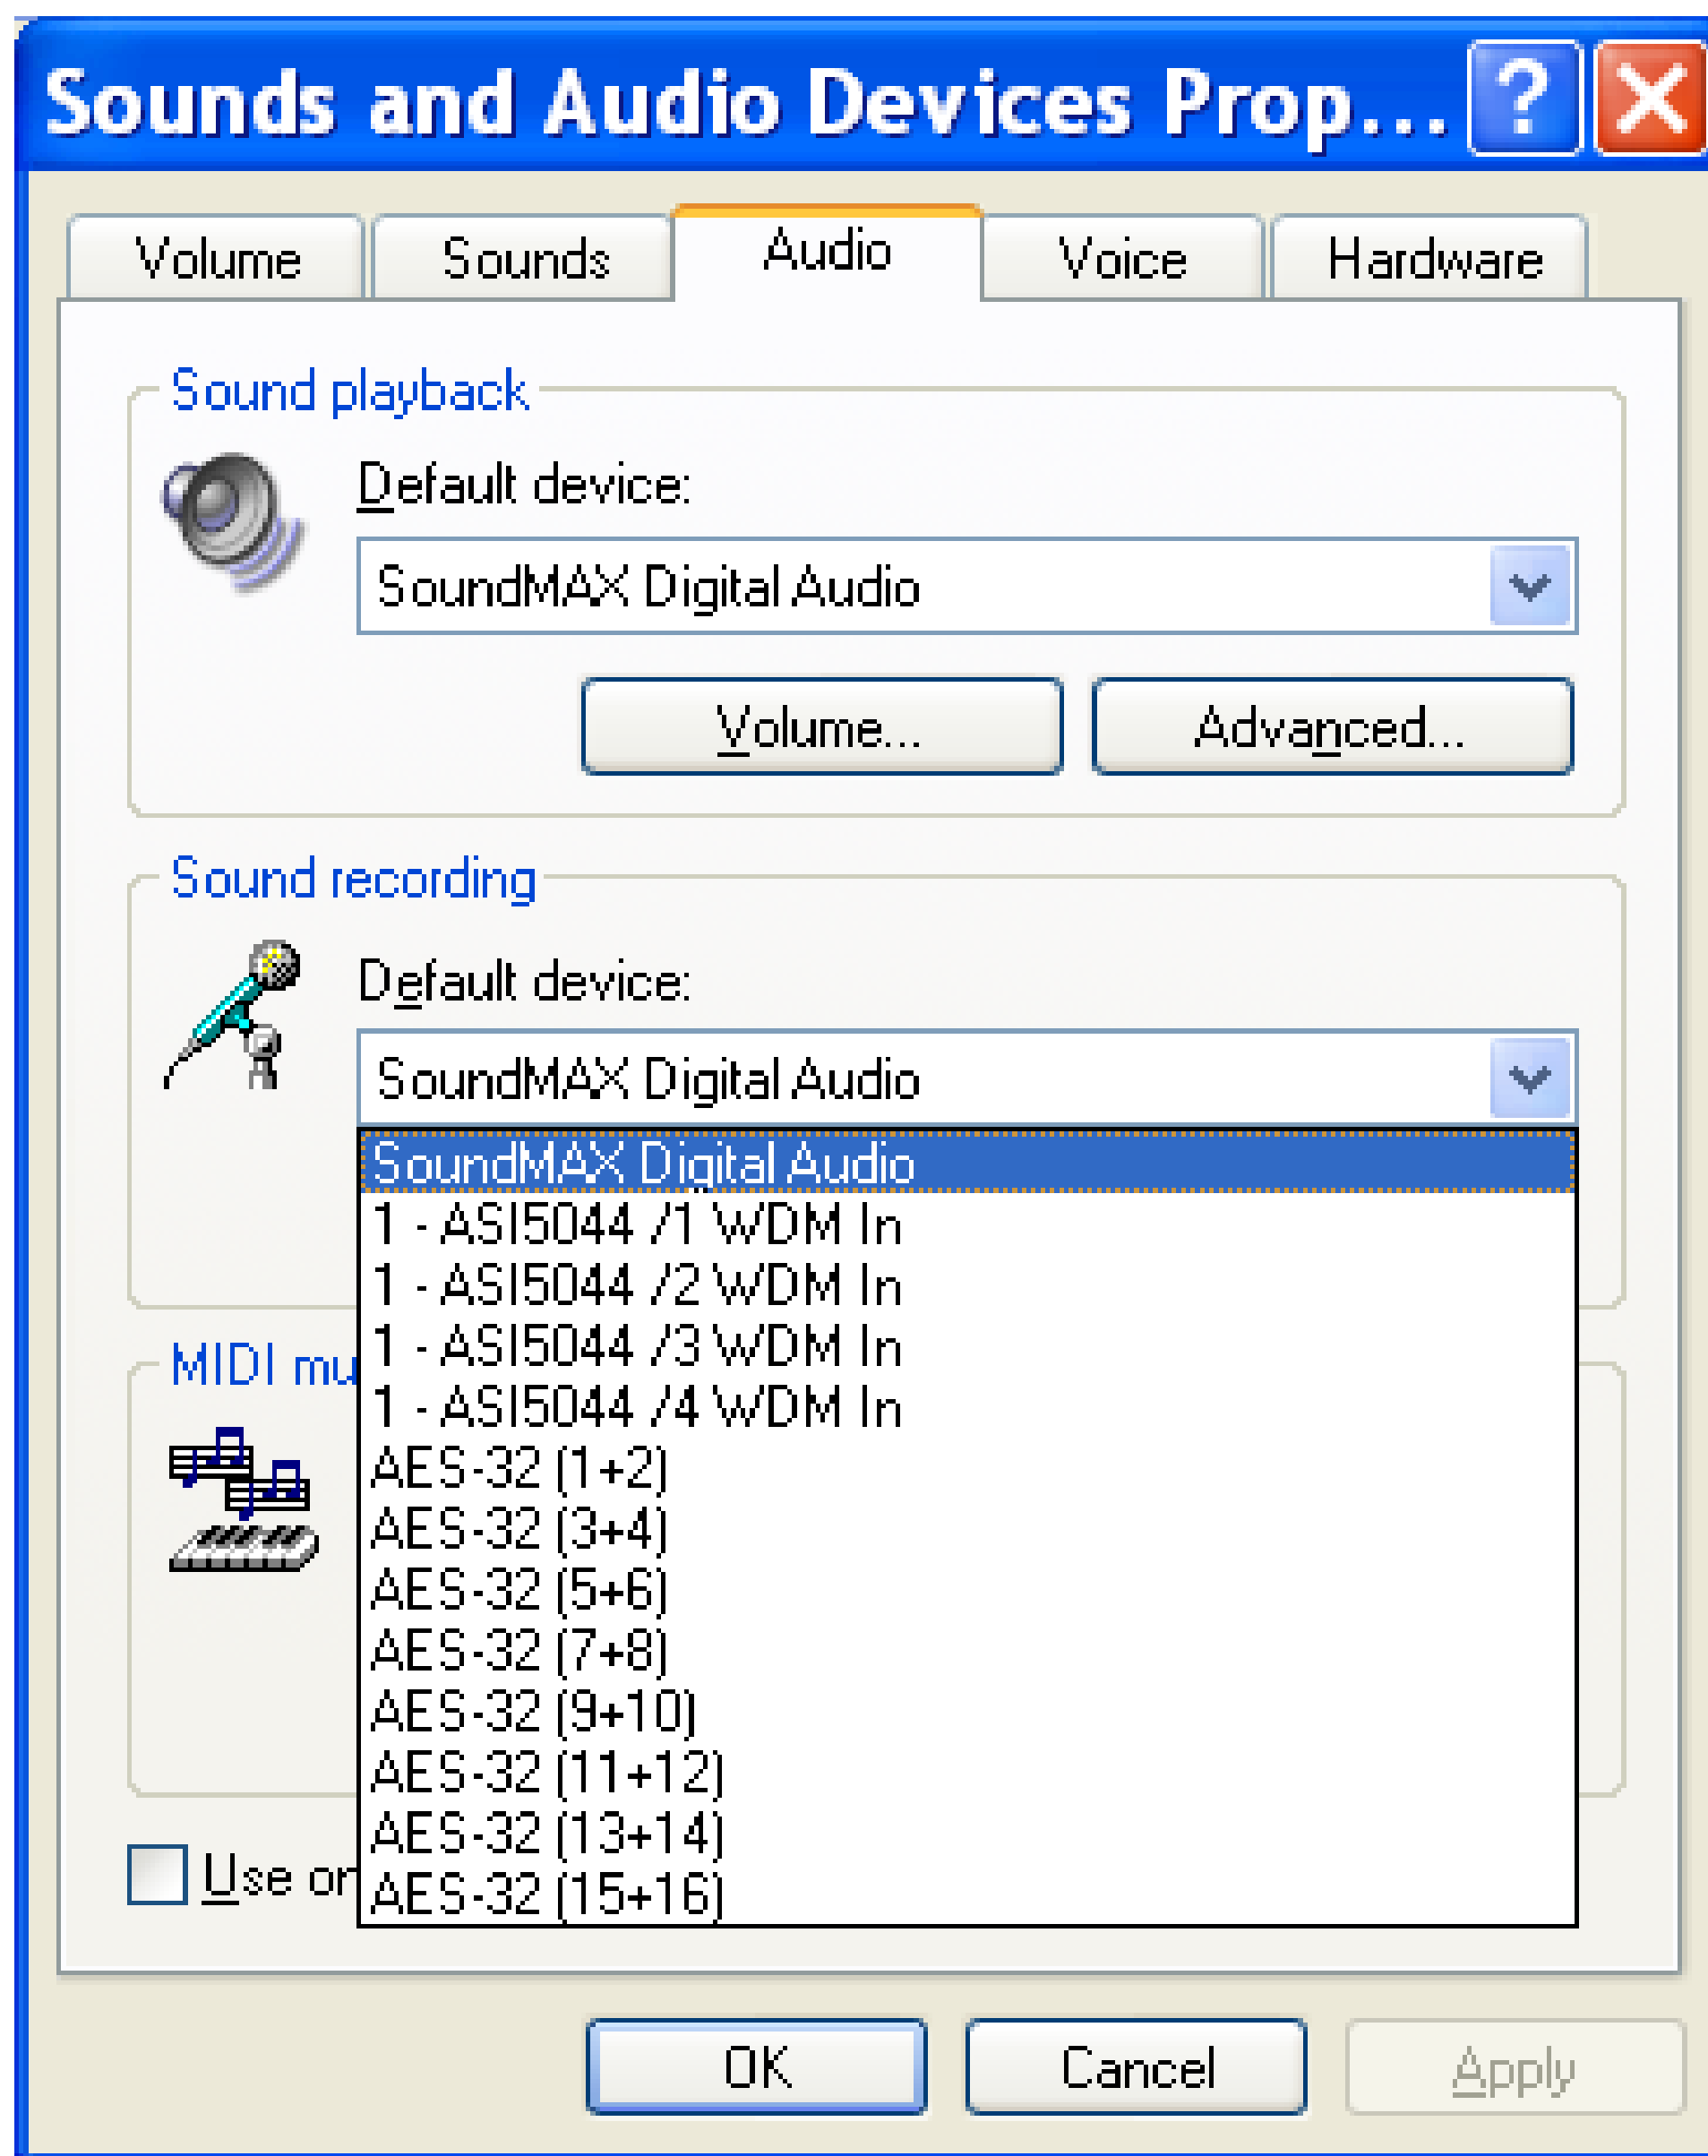 Sounds and Audio Devices Prop...
Volume Sounds Audio Voice Hardware
Sound playback
Default device:
SoundMAX Digital Audio
Volume... Advanced...
Sound recording
Default device:
SoundMAX Digital Audio
SoundMAX Digital Audio
1 - ASI5044 /1 WDM In
1 - ASI5044 /2 WDM In
1 - ASI5044 /3 WDM In
MIDI mu
1 - ASI5044 /4 WDM In
AES-32 (1+2)
AES-32 (3+4)
AES-32 (5+6)
AES-32 (7+8)
AES-32 (9+10)
AES-32 (11+12)
AES-32 (13+14)
Use on
AES-32 (15+16)
OK Cancel Apply